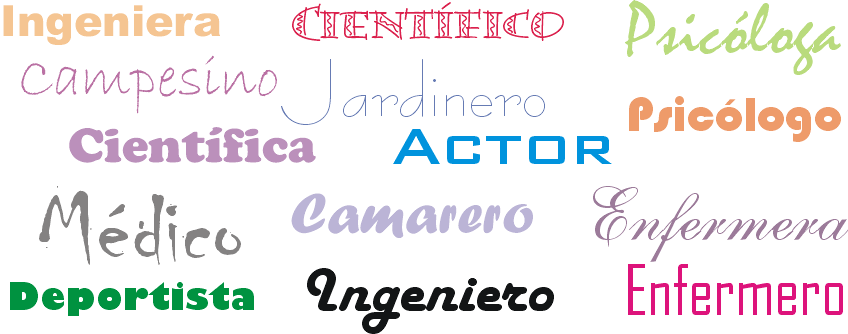 Ingeniera
Científico
Psicóloga
Campesino
Jardinero
Psicólogo
Científica
Actor
Médico
Camarero
Enfermera
Deportista
Ingeniero
Enfermero